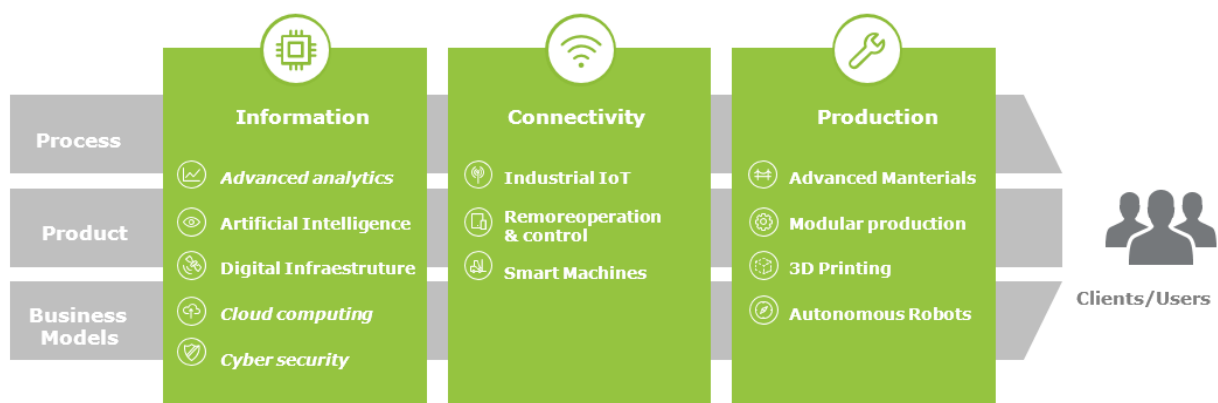 Process
Product
Business
Models
Information
Advanced analytics
Artificial Intelligence
Digital Infraestruture
Cloud computing
Cyber security
Connectivity
Industrial IoT
Remoreoperation
& control
Smart Machines
Production
Advanced Manterials
Modular production
3D Printing
Autonomous Robots
Clients/Users